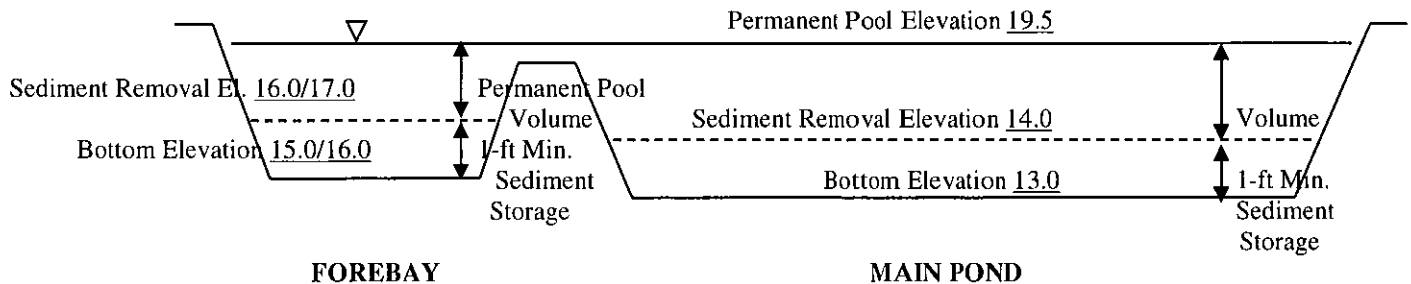 Permanent Pool Elevation 19.5
Sediment Removal El. 16.0/17.0
Permanent Pool
Volume
Sediment Removal Elevation 14.0
Volume
Bottom Elevation 15.0/16.0
1-ft Min.
Sediment
Storage
Bottom Elevation 13.0
1-ft Min.
Sediment
Storage
FOREBAY
MAIN POND